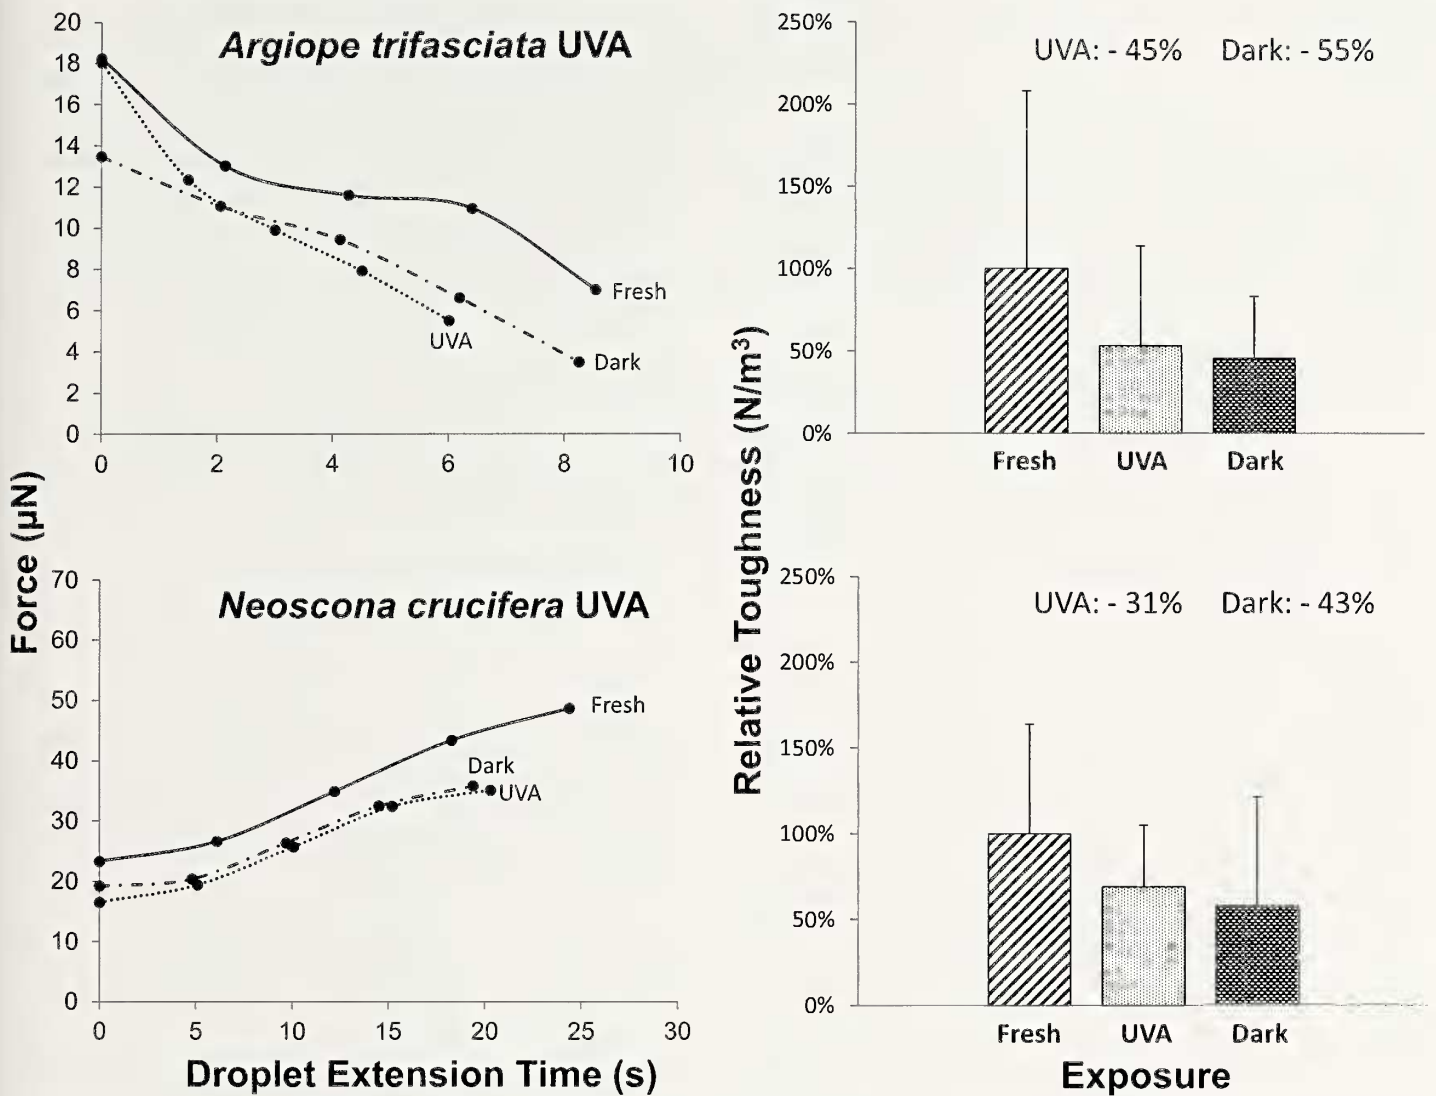 Argiope trifasciata UVA
20
18
16
14
12
10
8
6
4
2
0
0 2 4 6 8 10
Fresh
UVA
Dark
UVA: - 45% Dark: - 55%
250%
200%
150%
100%
50%
0%
Fresh UVA Dark
Force (µN)
Relative Toughness (N/m³)
Neoscona crucifera UVA
70
60
50
40
30
20
10
0
0 5 10 15 20 25 30
Fresh
Dark
UVA
Droplet Extension Time (s)
UVA: - 31% Dark: - 43%
250%
200%
150%
100%
50%
0%
Fresh UVA Dark
Exposure